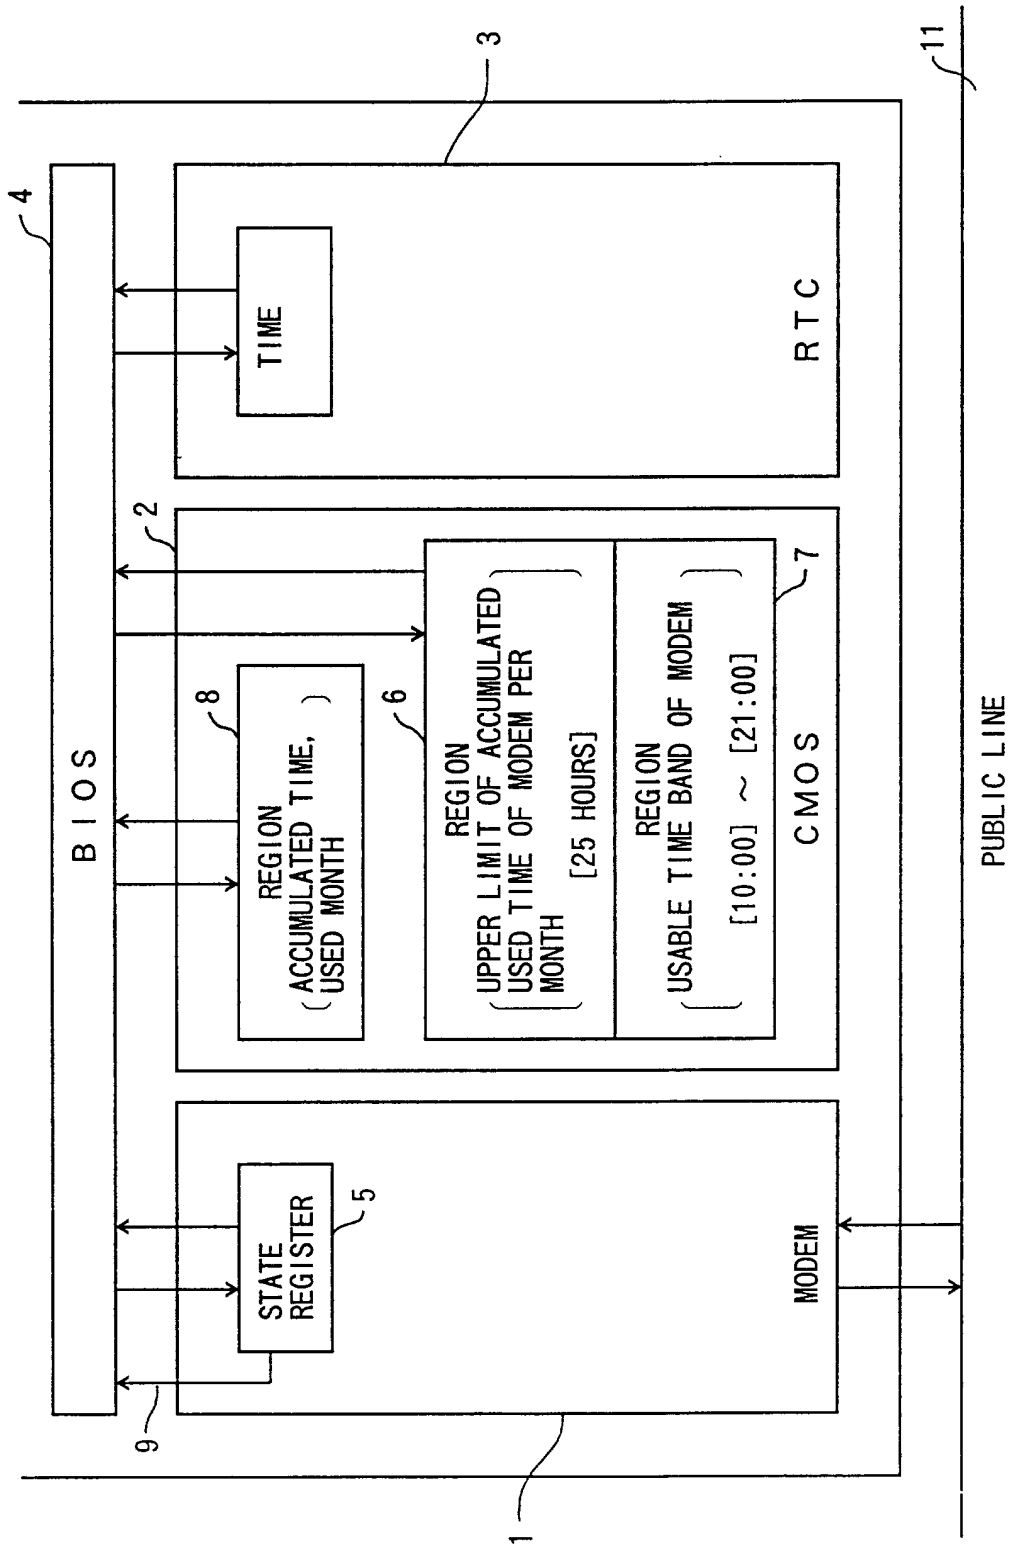 4
BIOS
9
2
STATE
REGISTER
5
MODEM
1
REGION
(ACCUMULATED TIME,
USED MONTH)
8
6
REGION
UPPER LIMIT OF ACCUMULATED
USED TIME OF MODEM PER
MONTH
[25 HOURS]
REGION
USABLE TIME BAND OF MODEM
[10:00] ~ [21:00]
7
CMOS
TIME
RTC
3
11
PUBLIC LINE